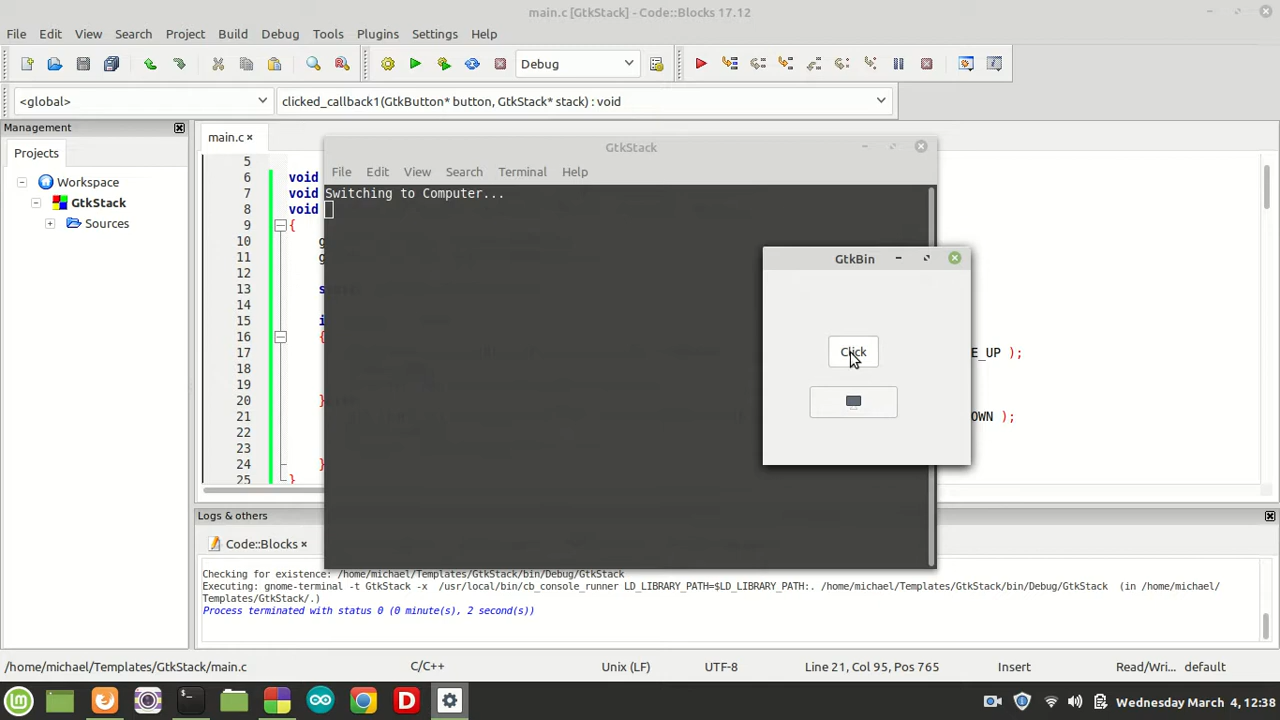 main.c [GtkStack] - Code::Blocks 17.12
File Edit View Search Project Build Debug Tools Plugins Settings Help
Debug
<global> clicked_callback1(GtkButton* button, GtkStack* stack) : void
Management
Projects
Workspace
GtkStack
Sources
main.c
5
6 void
7 void
8 void
9 {
10 g
11 g
12
13 s
14
15 i
16 {
17 E_UP );
18
19
20 }
21 OWN );
22
23
24 }
25 }
GtkStack
File Edit View Search Terminal Help
Switching to Computer...
GtkBin
Click
Logs & others
Code::Blocks
Checking for existence: /home/michael/Templates/GtkStack/bin/Debug/GtkStack
Executing: gnome-terminal -t GtkStack -x /usr/local/bin/cb_console_runner LD_LIBRARY_PATH=$LD_LIBRARY_PATH:. /home/michael/Templates/GtkStack/bin/Debug/GtkStack (in /home/michael/
Templates/GtkStack/.)
Process terminated with status 0 (0 minute(s), 2 second(s))
/home/michael/Templates/GtkStack/main.c C/C++ Unix (LF) UTF-8 Line 21, Col 95, Pos 765 Insert Read/Wri... default
Wednesday March 4, 12:38